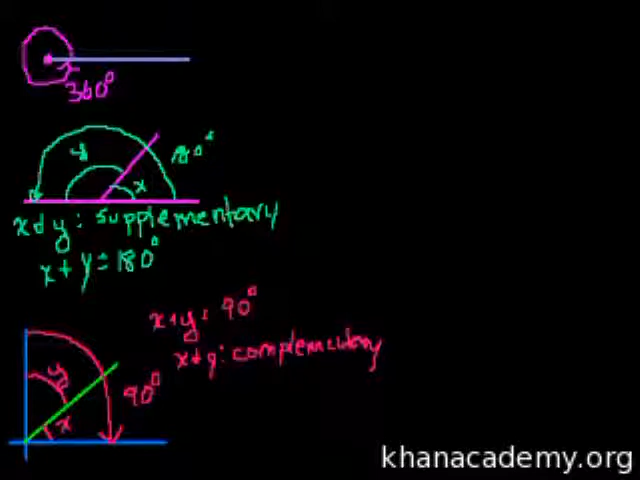 360°
y
180°
x
x & y: supplementary
x + y = 180°
x+y = 90°
x & y: complementary
y
90°
x
khanacademy.org